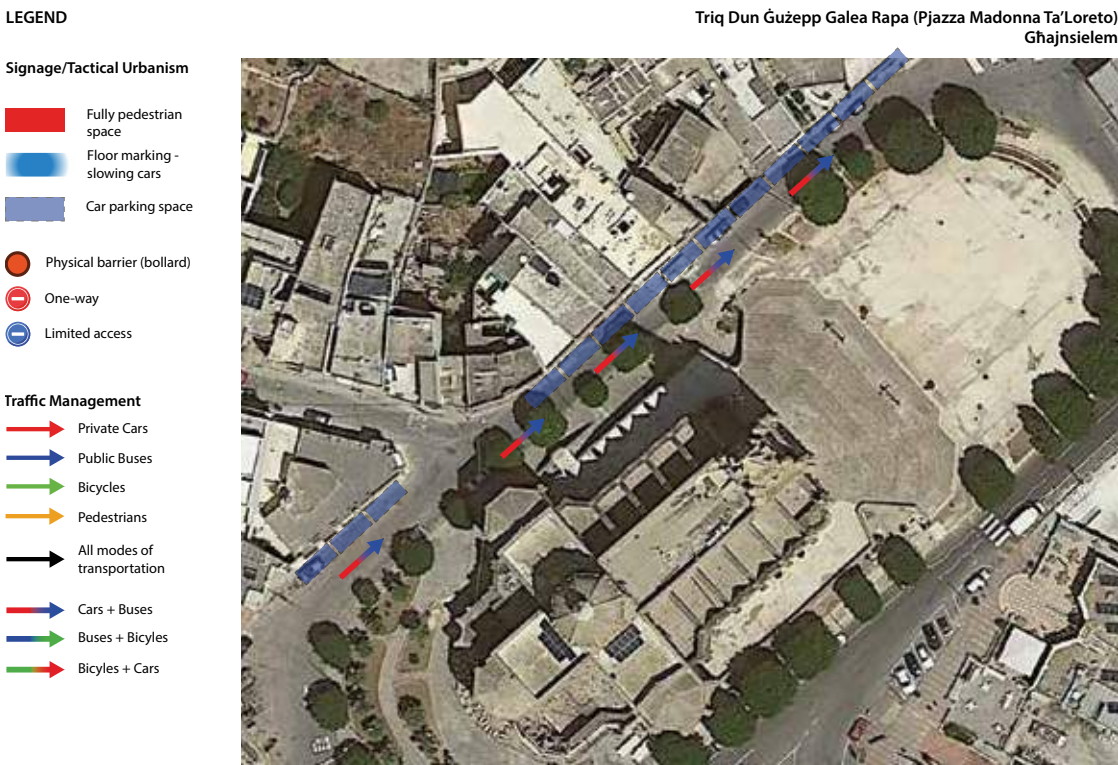 LEGEND
Triq Dun Ġużepp Galea Rapa (Pjazza Madonna Ta'Loreto)
Għajnsielem
Signage/Tactical Urbanism
Fully pedestrian
space
Floor marking -
slowing cars
Car parking space
Physical barrier (bollard)
One-way
Limited access
Traffic Management
Private Cars
Public Buses
Bicycles
Pedestrians
All modes of
transportation
Cars + Buses
Buses + Bicyles
Bicyles + Cars